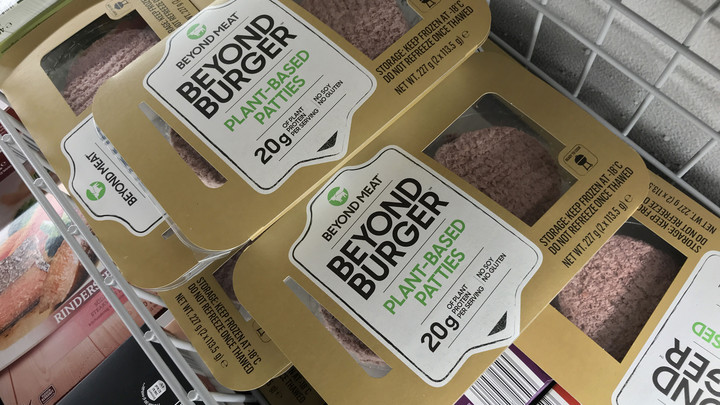 BEYOND MEAT
BEYOND
BURGER™
PLANT-BASED
PATTIES
20g
OF PLANT
PROTEIN
PER SERVING
NO SOY
NO GLUTEN
STORAGE: KEEP FROZEN AT -18°C
DO NOT REFREEZE ONCE THAWED
NET WT. 227 g (2 x 113,5 g) ℮
BEYOND MEAT
BEYOND MEAT
BEYOND
BURGER™
PLANT-BASED
PATTIES
20g
OF PLANT
PROTEIN
PER SERVING
NO SOY
NO GLUTEN
STORAGE: KEEP FROZEN AT -18°C
DO NOT REFREEZE ONCE THAWED
NET WT. 227 g (2 x 113,5 g) ℮
STORAGE: KEEP FROZEN AT -18°C
DO NOT REFREEZE ONCE THAWED
NET WT. 227 g (2 x 113,5 g) ℮
RINDERS